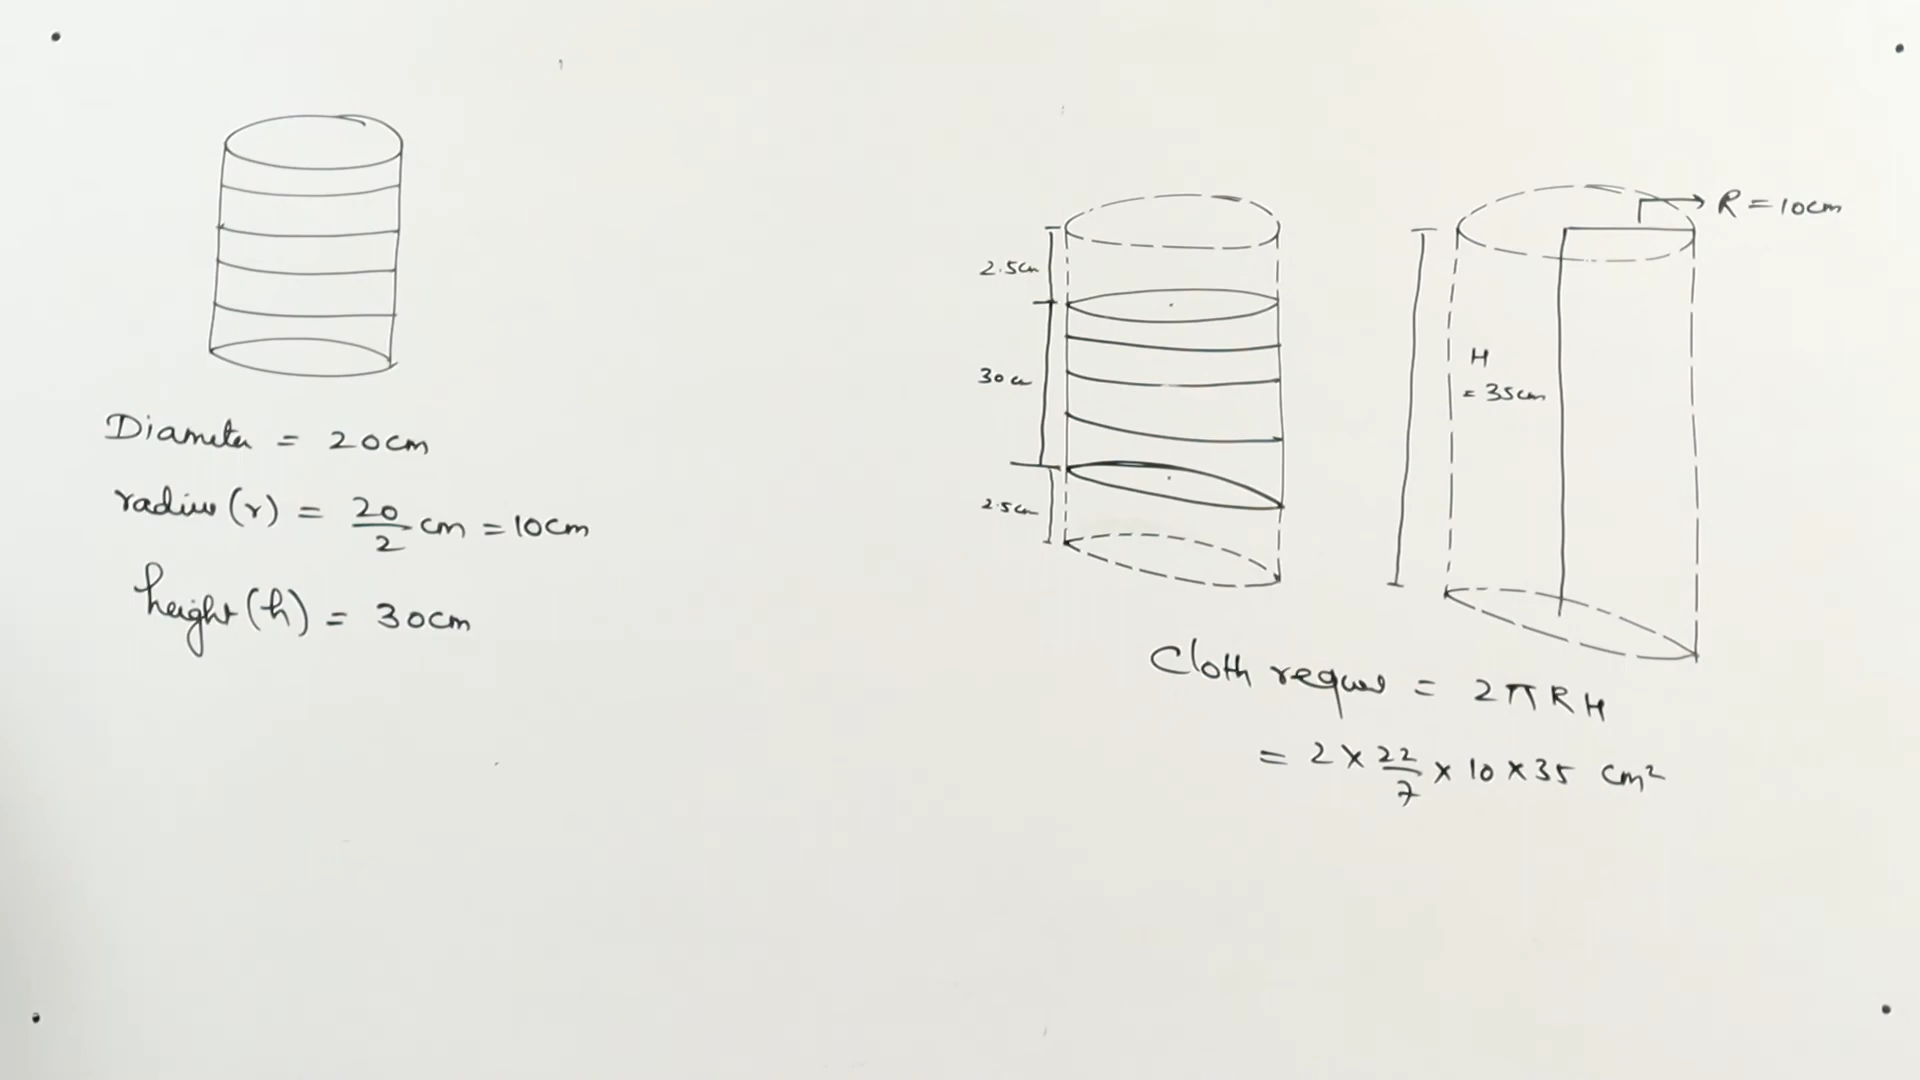 Diameter = 20cm
radius (r) = 20/2 cm = 10cm
height (h) = 30cm
2.5cm
30cm
2.5cm
R = 10cm
H
= 35cm
Cloth = 2πRH
= 2 × 22/7 × 10 × 35 cm²